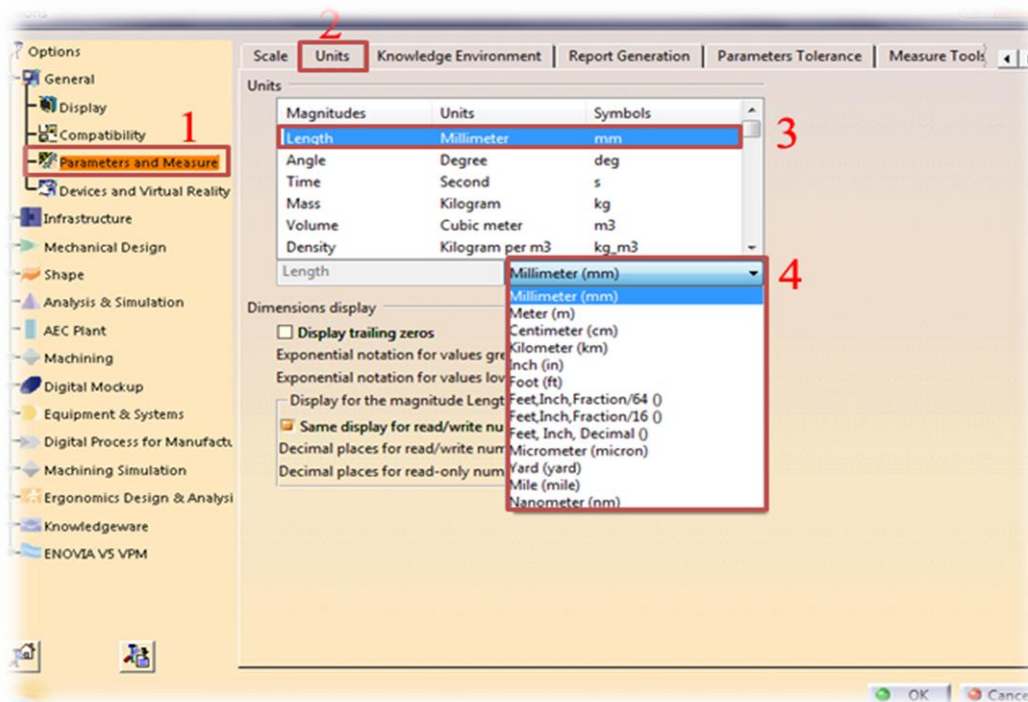 2
Options
General
Display
Compatibility
1
Parameters and Measure
Devices and Virtual Reality
Infrastructure
Mechanical Design
Shape
Analysis & Simulation
AEC Plant
Machining
Digital Mockup
Equipment & Systems
Digital Process for Manufactu
Machining Simulation
Ergonomics Design & Analysi
Knowledgeware
ENOVIA V5 VPM
Scale Units Knowledge Environment Report Generation Parameters Tolerance Measure Tools
Units
Magnitudes Units Symbols
Length Millimeter mm
3
Angle Degree deg
Time Second s
Mass Kilogram kg
Volume Cubic meter m3
Density Kilogram per m3 kg_m3
Length Millimeter (mm)
4
Millimeter (mm)
Meter (m)
Centimeter (cm)
Kilometer (km)
Inch (in)
Foot (ft)
Feet,Inch,Fraction/64 ()
Feet,Inch,Fraction/16 ()
Feet, Inch, Decimal ()
Micrometer (micron)
Yard (yard)
Mile (mile)
Nanometer (nm)
Dimensions display
Display trailing zeros
Exponential notation for values gre
Exponential notation for values low
Display for the magnitude Lengt
Same display for read/write nu
Decimal places for read/write num
Decimal places for read-only num
OK Cance